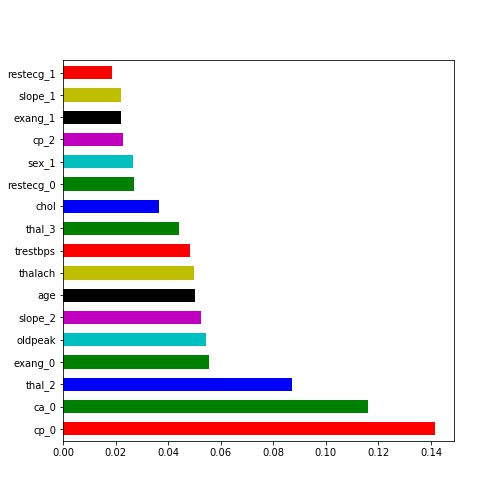 restecg_1
slope_1
exang_1
cp_2
sex_1
restecg_0
chol
thal_3
trestbps
thalach
age
slope_2
oldpeak
exang_0
thal_2
ca_0
cp_0
0.00 0.02 0.04 0.06 0.08 0.10 0.12 0.14